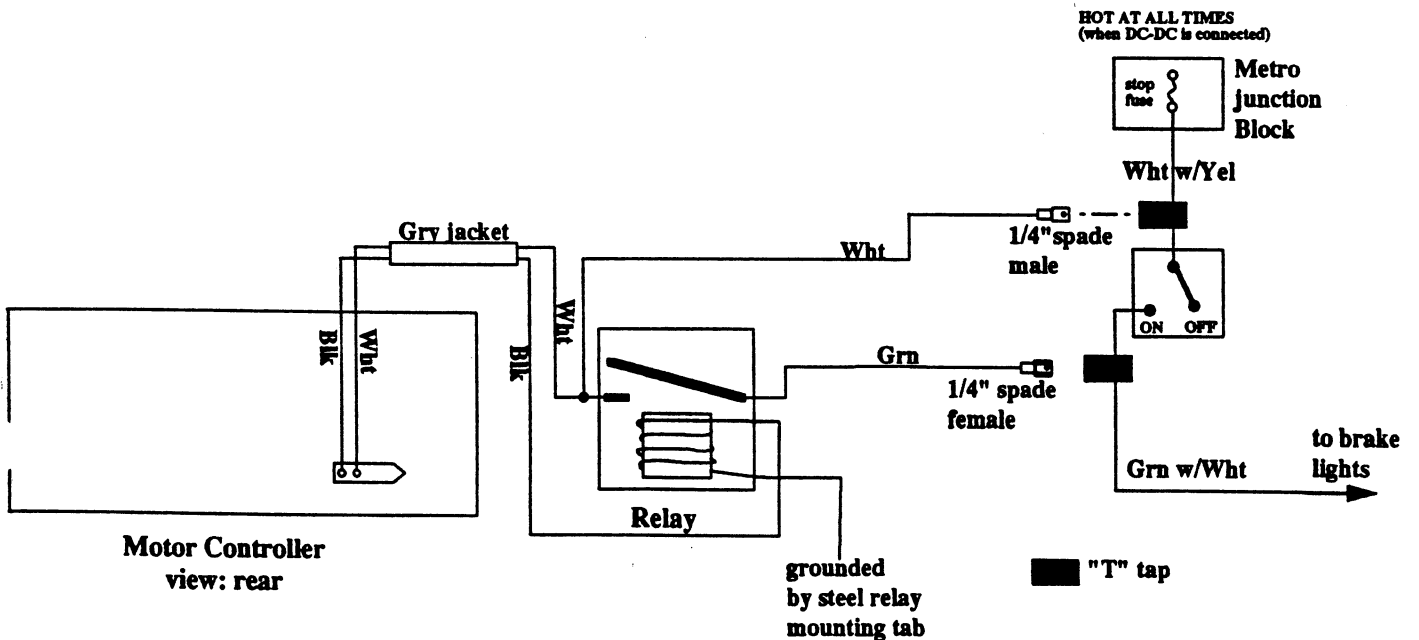 HOT AT ALL TIMES
(when DC-DC is connected)
stop
fuse
Metro
junction
Block
Wht w/Yel
Gry jacket
Wht
1/4"spade
male
Blk
Wht
Blk
Wht
ON
OFF
Grn
1/4" spade
female
to brake
lights
Grn w/Wht
Relay
Motor Controller
view: rear
grounded
by steel relay
mounting tab
"T" tap